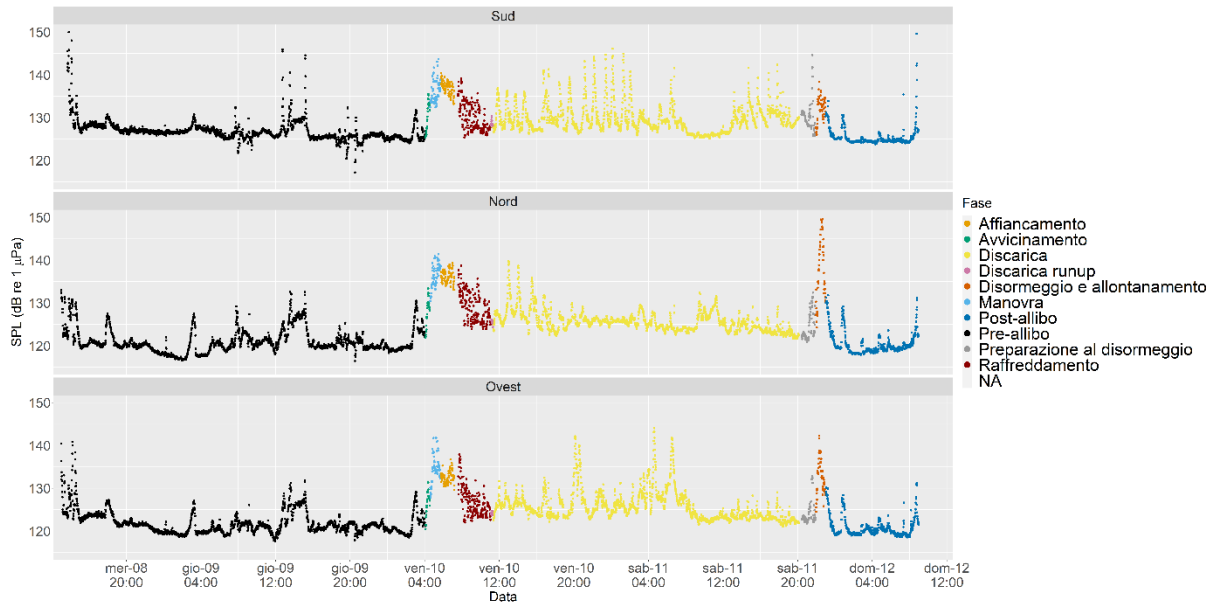 Sud
150
140
130
120
Nord
150
140
130
120
SPL (dB re 1 μPa)
Ovest
150
140
130
120
mer-08 20:00
gio-09 04:00
gio-09 12:00
gio-09 20:00
ven-10 04:00
ven-10 12:00
ven-10 20:00
sab-11 04:00
sab-11 12:00
sab-11 20:00
dom-12 04:00
dom-12 12:00
Data
Fase
Affiancamento
Avvicinamento
Discarica
Discarica runup
Disormeggio e allontanamento
Manovra
Post-allibo
Pre-allibo
Preparazione al disormeggio
Raffreddamento
NA